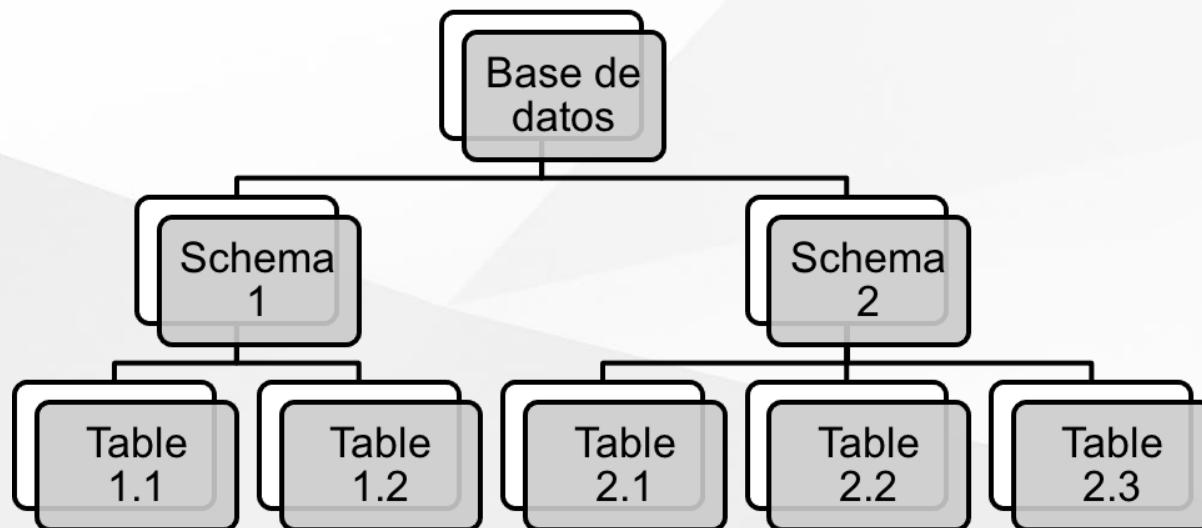 Base de
datos
Schema
1
Schema
2
Table
1.1
Table
1.2
Table
2.1
Table
2.2
Table
2.3